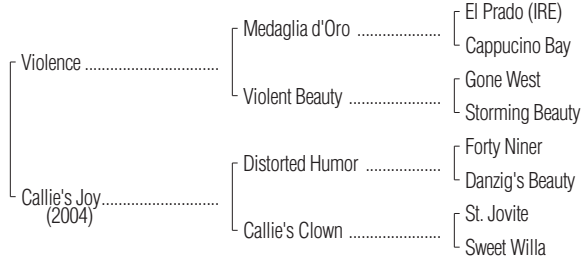 El Prado (IRE)
Medaglia d'Oro ....................
Cappucino Bay
Violence .................................
Gone West
Violent Beauty ......................
Storming Beauty
Forty Niner
Distorted Humor ..................
Danzig's Beauty
Callie's Joy.............................
(2004)
St. Jovite
Callie's Clown ......................
Sweet Willa